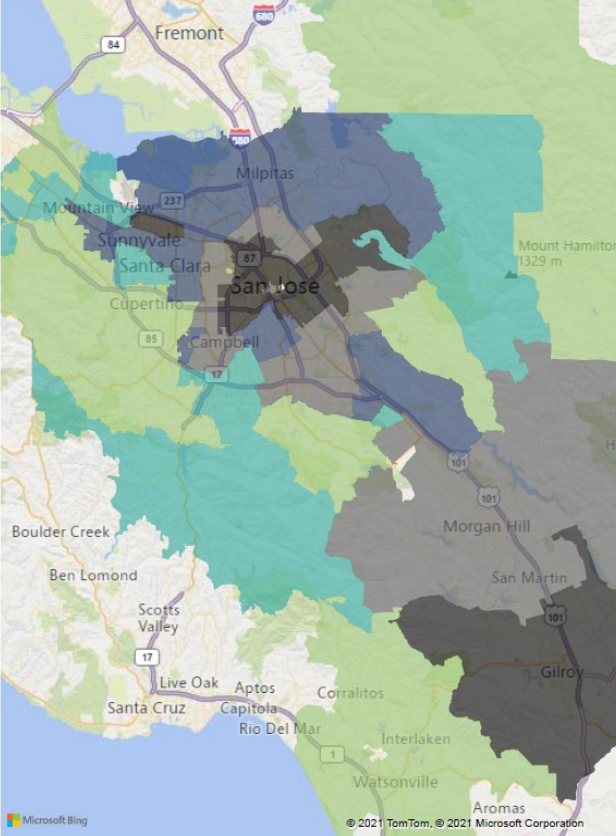 680
Fremont
84
880
Milpitas
237
Mountain View
Sunnyvale
Mount Hamilton
1329 m
87
Santa Clara
San Jose
Cupertino
85
Campbell
17
101
101
Morgan Hill
Boulder Creek
Ben Lomond
San Martin
Scotts
Valley
101
17
Gilroy
Live Oak
Aptos
Corralitos
Santa Cruz
Capitola
Rio Del Mar
Interlaken
1
Watsonville
Aromas
Microsoft Bing
© 2021 TomTom, © 2021 Microsoft Corporation